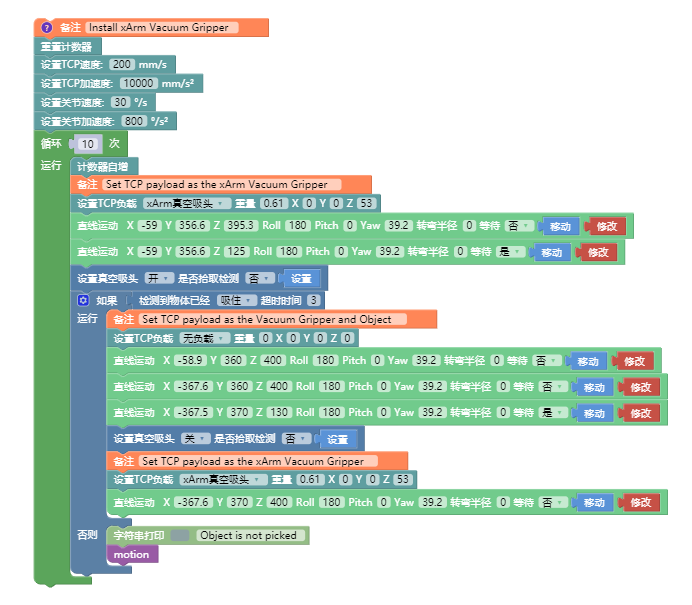 ? 备注 Install xArm Vacuum Gripper
重置计数器
设置TCP速度: 200 mm/s
设置TCP加速度: 10000 mm/s²
设置关节速度: 30 °/s
设置关节加速度: 800 °/s²
循环 10 次
运行 计数器自增
备注 Set TCP payload as the xArm Vacuum Gripper
设置TCP负载 xArm真空吸头 重量 0.61 X 0 Y 0 Z 53
直线运动 X -59 Y 356.6 Z 395.3 Roll 180 Pitch 0 Yaw 39.2 转弯半径 0 等待 否 移动 修改
直线运动 X -59 Y 356.6 Z 125 Roll 180 Pitch 0 Yaw 39.2 转弯半径 0 等待 是 移动 修改
设置真空吸头 开 是否拾取检测 否 设置
如果 检测到物体已经 吸住 超时时间 3
运行 备注 Set TCP payload as the Vacuum Gripper and Object
设置TCP负载 无负载 重量 0 X 0 Y 0 Z 0
直线运动 X -58.9 Y 360 Z 400 Roll 180 Pitch 0 Yaw 39.2 转弯半径 0 等待 否 移动 修改
直线运动 X -367.6 Y 360 Z 400 Roll 180 Pitch 0 Yaw 39.2 转弯半径 0 等待 否 移动 修改
直线运动 X -367.5 Y 370 Z 130 Roll 180 Pitch 0 Yaw 39.2 转弯半径 0 等待 是 移动 修改
设置真空吸头 关 是否拾取检测 否 设置
备注 Set TCP payload as the xArm Vacuum Gripper
设置TCP负载 xArm真空吸头 重量 0.61 X 0 Y 0 Z 53
直线运动 X -367.6 Y 370 Z 400 Roll 180 Pitch 0 Yaw 39.2 转弯半径 0 等待 否 移动 修改
否则 字符串打印 Object is not picked
motion